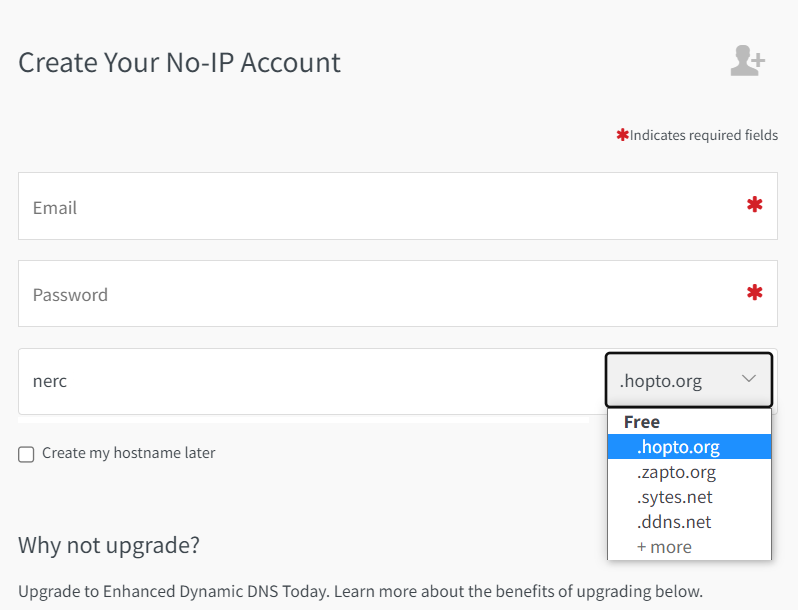 Create Your No-IP Account
✱Indicates required fields
Email ✱
Password ✱
nerc .hopto.org
Free
.hopto.org
Create my hostname later
.zapto.org
.sytes.net
.ddns.net
+ more
Why not upgrade?
Upgrade to Enhanced Dynamic DNS Today. Learn more about the benefits of upgrading below.